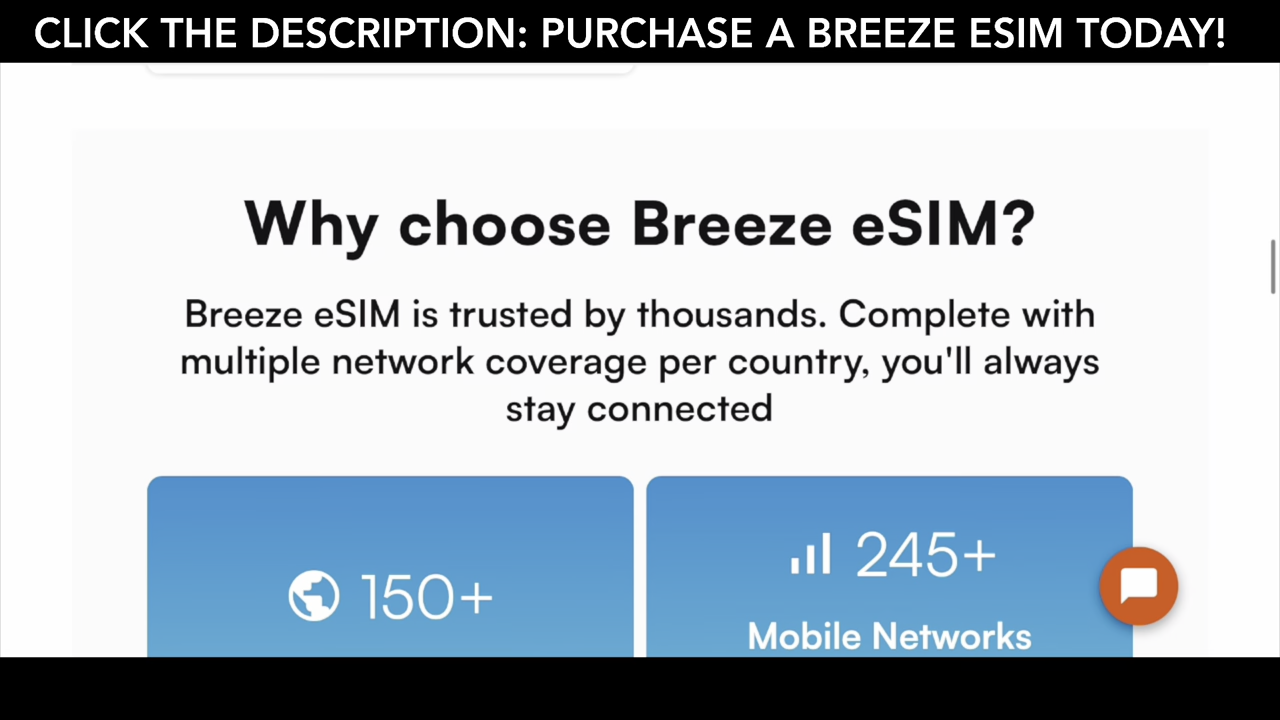 CLICK THE DESCRIPTION: PURCHASE A BREEZE ESIM TODAY!
Why choose Breeze eSIM?
Breeze eSIM is trusted by thousands. Complete with
multiple network coverage per country, you'll always
stay connected
150+
245+
Mobile Networks